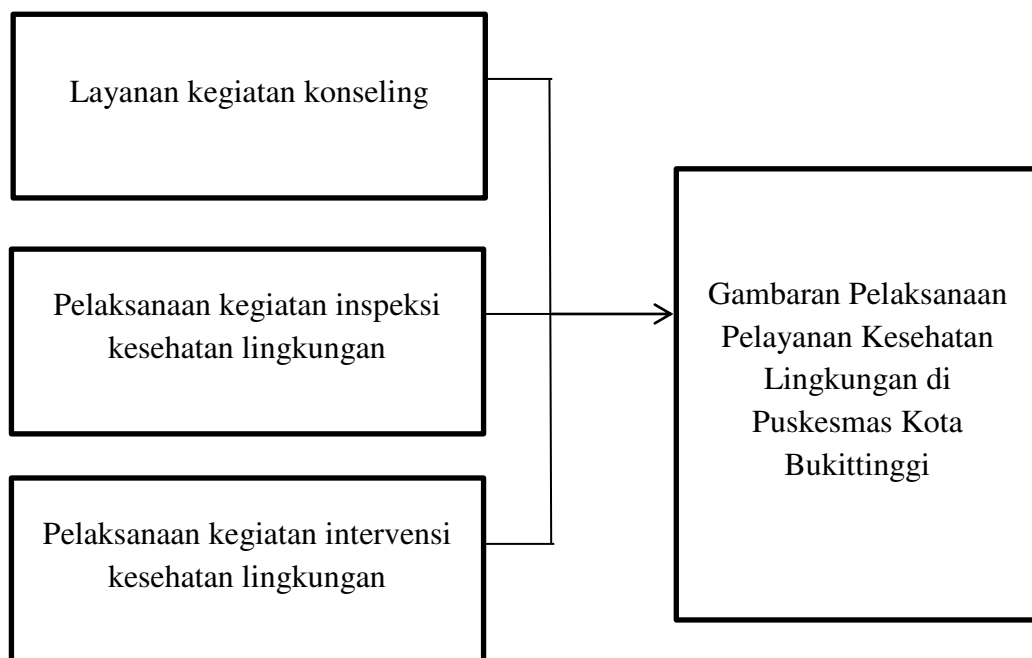 Layanan kegiatan konseling
Pelaksanaan kegiatan inspeksi
kesehatan lingkungan
Pelaksanaan kegiatan intervensi
kesehatan lingkungan
Gambaran Pelaksanaan
Pelayanan Kesehatan
Lingkungan di
Puskesmas Kota
Bukittinggi